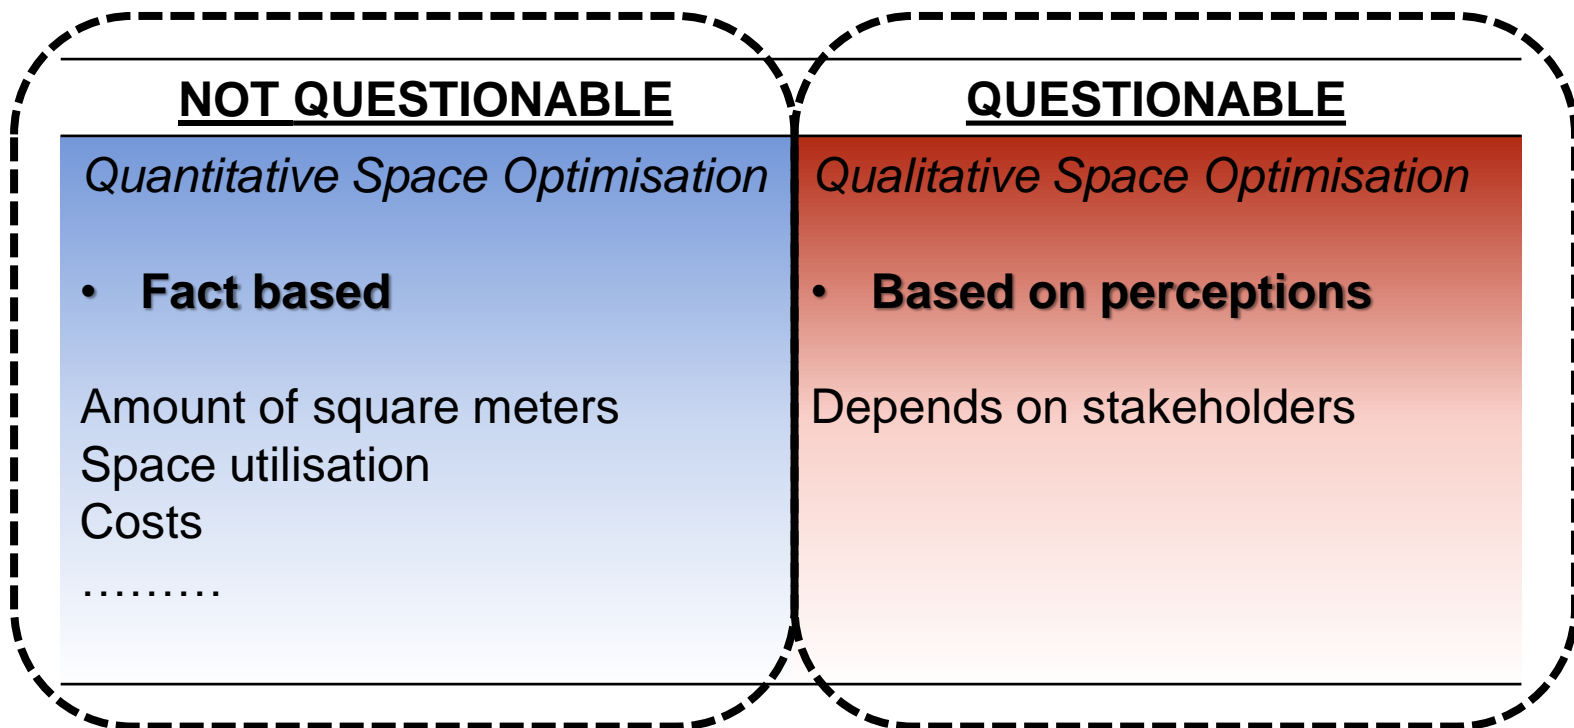 NOT QUESTIONABLE
Quantitative Space Optimisation
• Fact based
Amount of square meters
Space utilisation
Costs
………
QUESTIONABLE
Qualitative Space Optimisation
• Based on perceptions
Depends on stakeholders